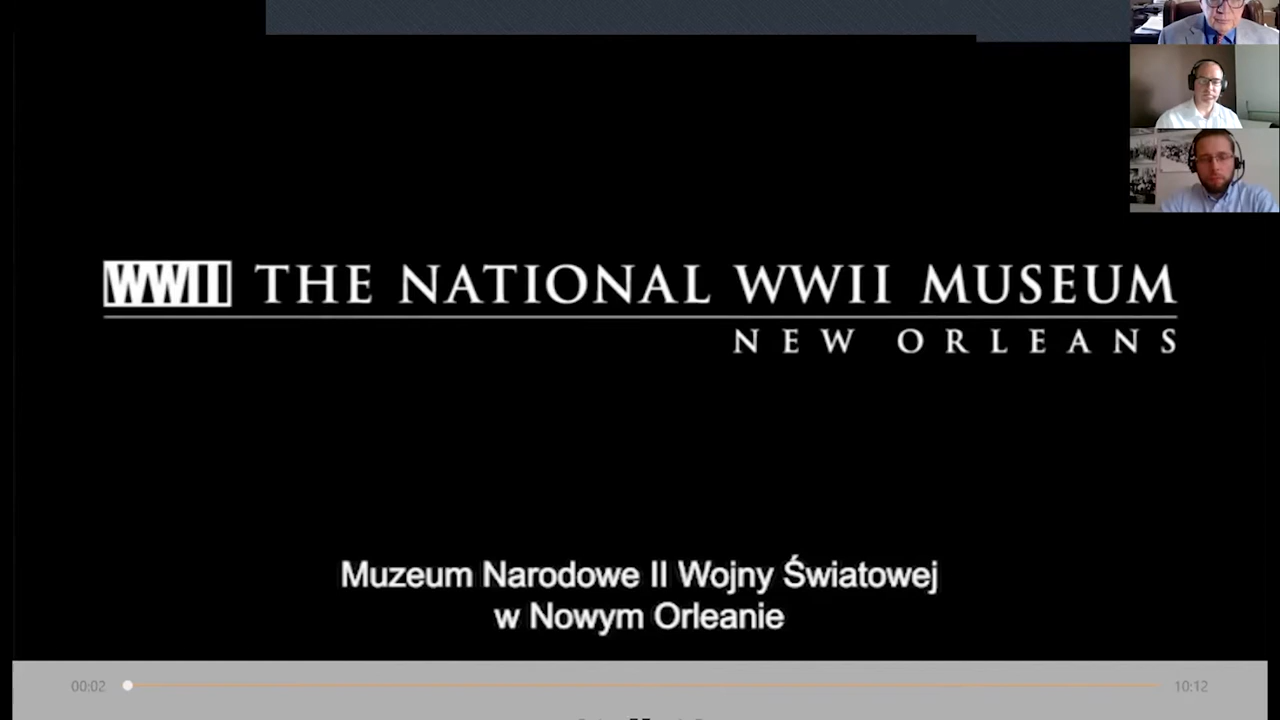 WWII THE NATIONAL WWII MUSEUM
NEW ORLEANS
Muzeum Narodowe II Wojny Światowej
w Nowym Orleanie
00:02
10:12